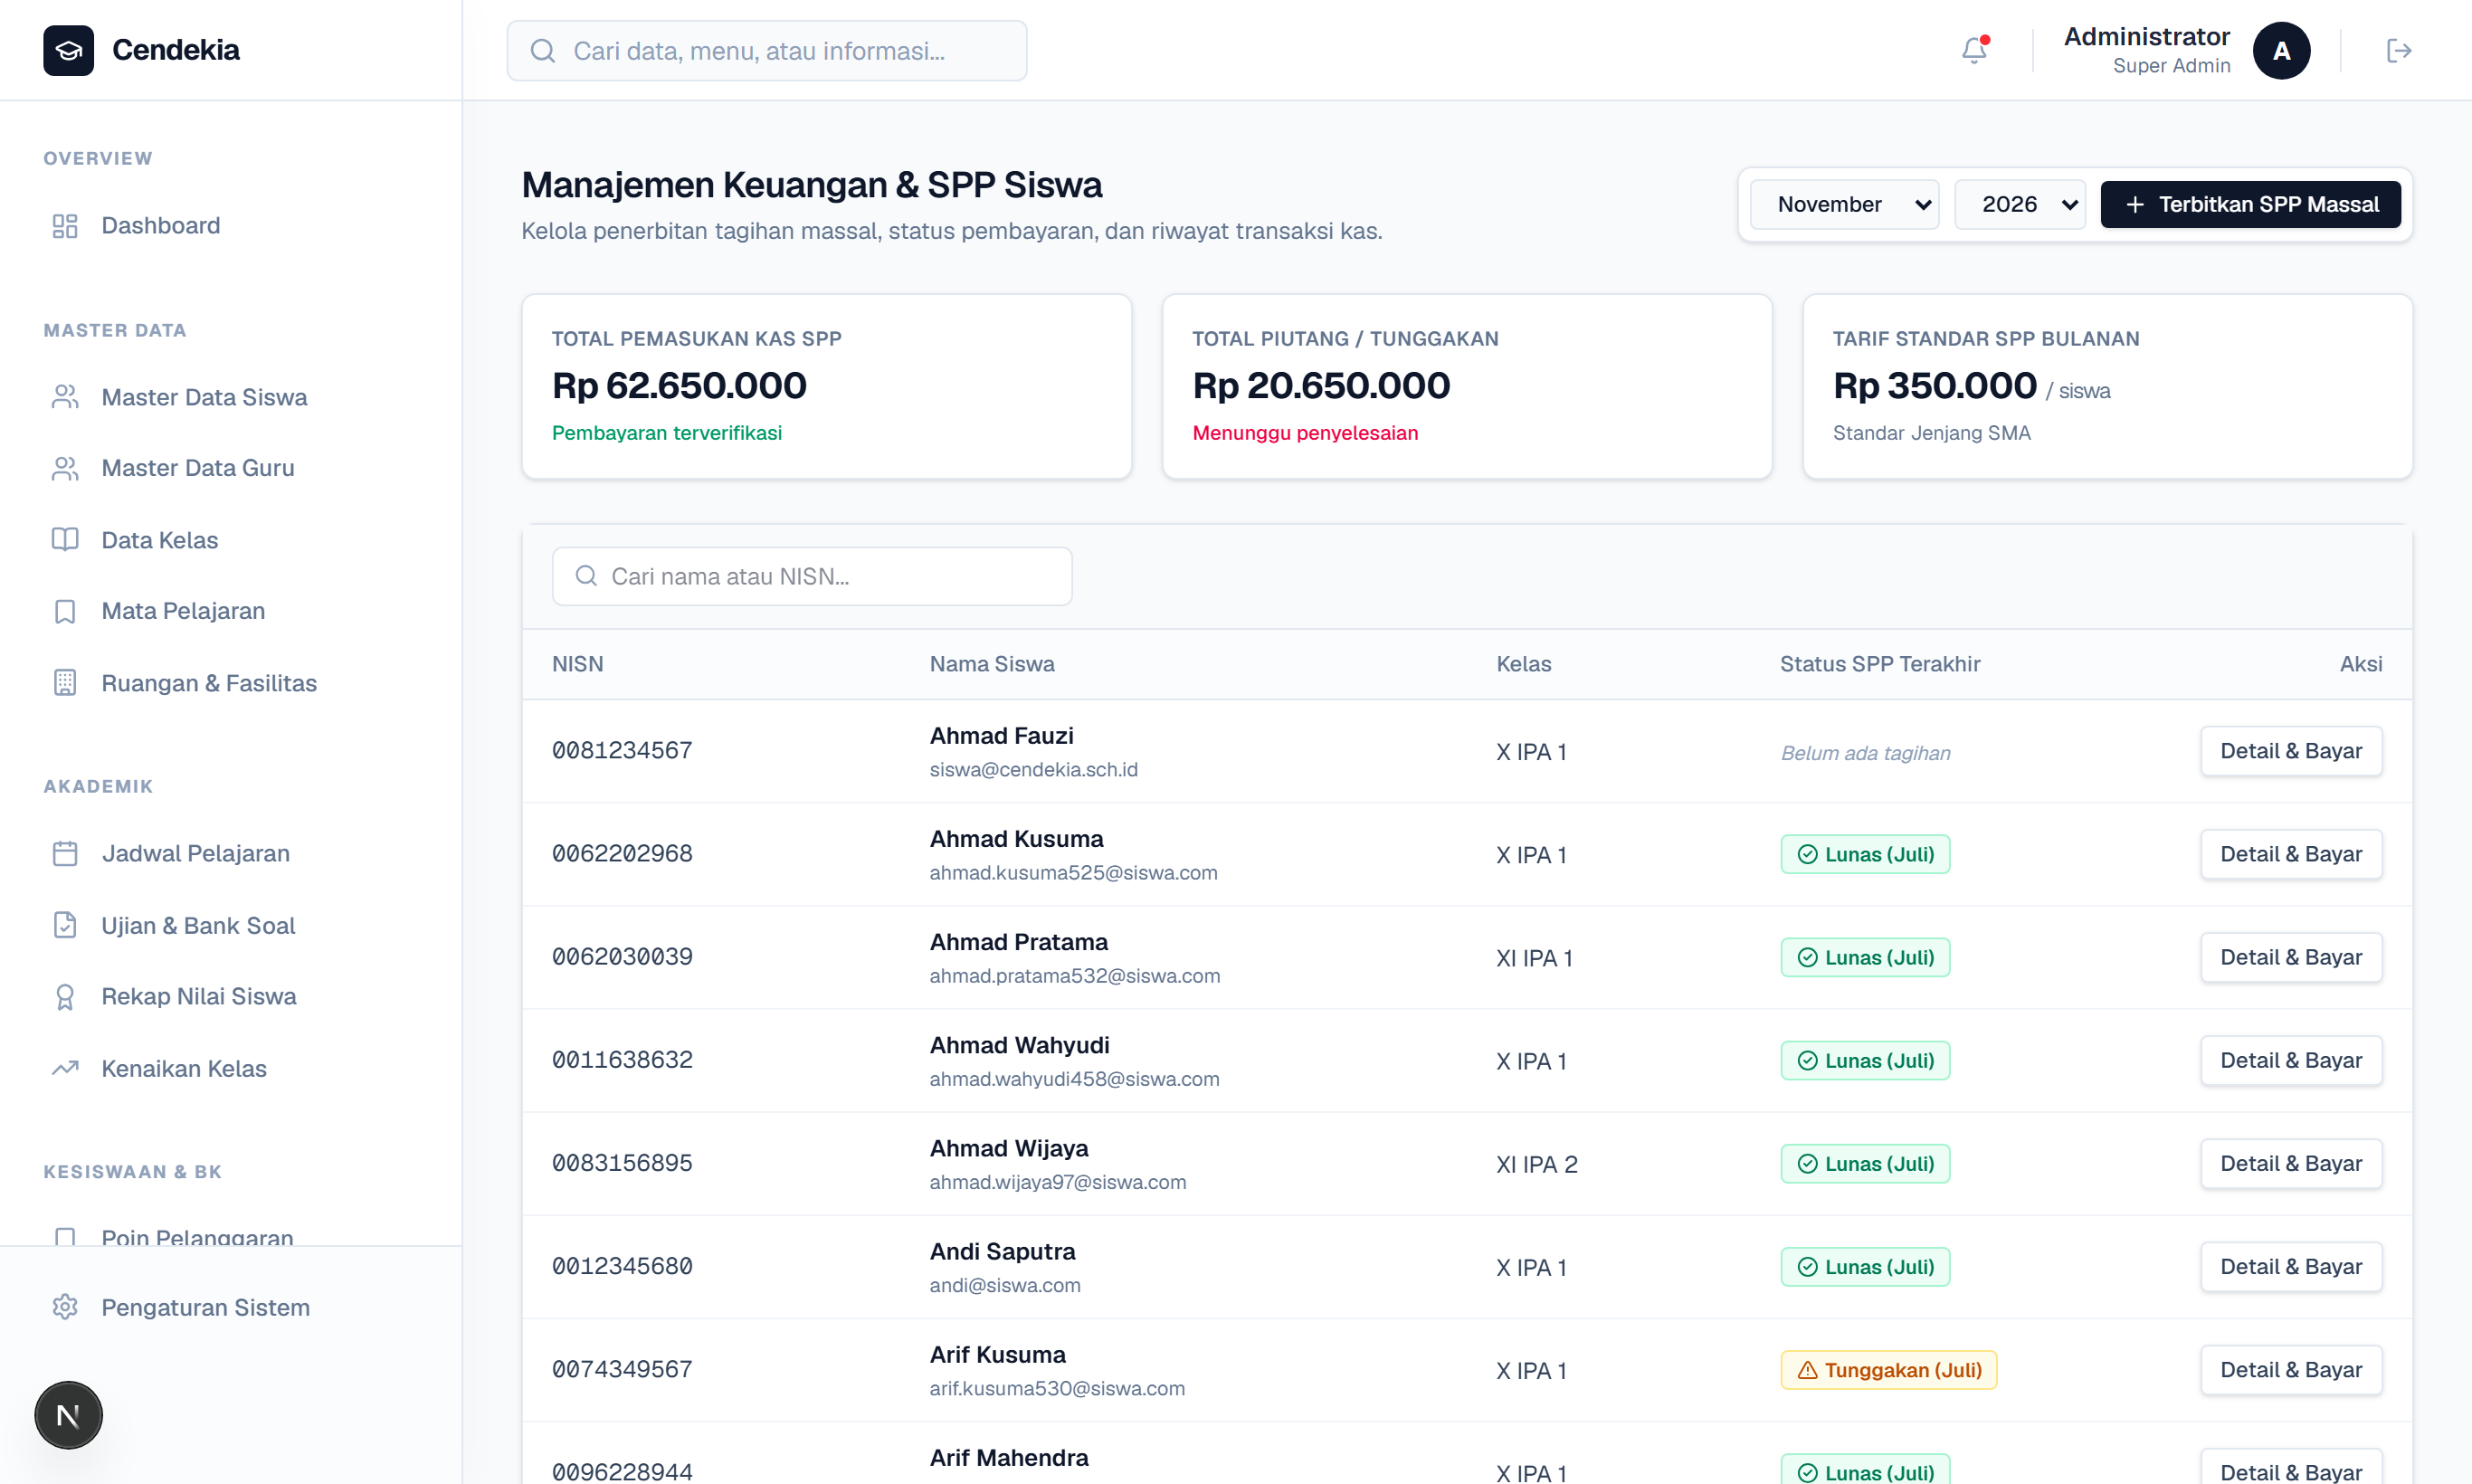 Cendekia
Cari data, menu, atau informasi...
Administrator
Super Admin
A
OVERVIEW
Dashboard
MASTER DATA
Master Data Siswa
Master Data Guru
Data Kelas
Mata Pelajaran
Ruangan & Fasilitas
AKADEMIK
Jadwal Pelajaran
Ujian & Bank Soal
Rekap Nilai Siswa
Kenaikan Kelas
KESISWAAN & BK
Poin Pelanggaran
Pengaturan Sistem
N
Manajemen Keuangan & SPP Siswa
Kelola penerbitan tagihan massal, status pembayaran, dan riwayat transaksi kas.
November 2026 + Terbitkan SPP Massal
TOTAL PEMASUKAN KAS SPP
Rp 62.650.000
Pembayaran terverifikasi
TOTAL PIUTANG / TUNGGAKAN
Rp 20.650.000
Menunggu penyelesaian
TARIF STANDAR SPP BULANAN
Rp 350.000 / siswa
Standar Jenjang SMA
Cari nama atau NISN...
NISN Nama Siswa Kelas Status SPP Terakhir Aksi
0081234567 Ahmad Fauzi X IPA 1 Belum ada tagihan Detail & Bayar
siswa@cendekia.sch.id
0062202968 Ahmad Kusuma X IPA 1 Lunas (Juli) Detail & Bayar
ahmad.kusuma525@siswa.com
0062030039 Ahmad Pratama XI IPA 1 Lunas (Juli) Detail & Bayar
ahmad.pratama532@siswa.com
0011638632 Ahmad Wahyudi X IPA 1 Lunas (Juli) Detail & Bayar
ahmad.wahyudi458@siswa.com
0083156895 Ahmad Wijaya XI IPA 2 Lunas (Juli) Detail & Bayar
ahmad.wijaya97@siswa.com
0012345680 Andi Saputra X IPA 1 Lunas (Juli) Detail & Bayar
andi@siswa.com
0074349567 Arif Kusuma X IPA 1 Tunggakan (Juli) Detail & Bayar
arif.kusuma530@siswa.com
0096228944 Arif Mahendra X IPA 1 Lunas (Juli) Detail & Bayar